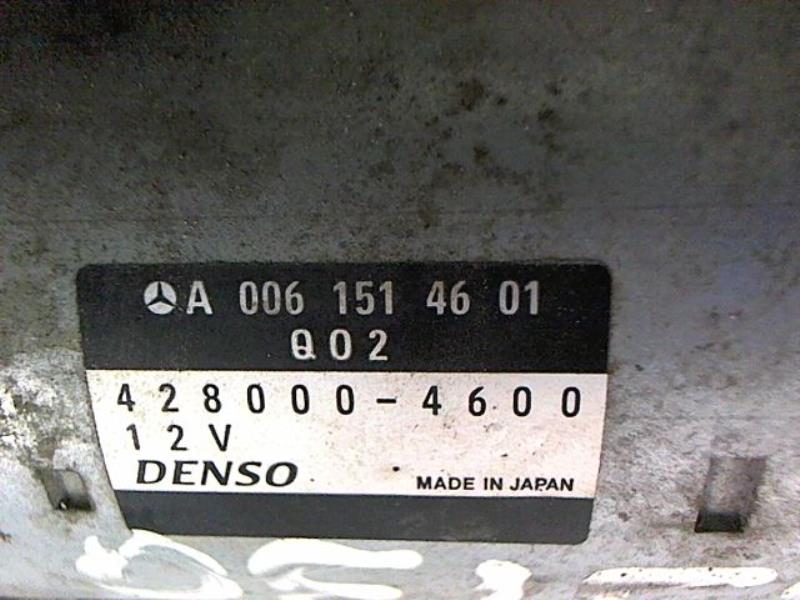 A 006 151 46 01
Q02
428000-4600
12V
DENSO
MADE IN JAPAN